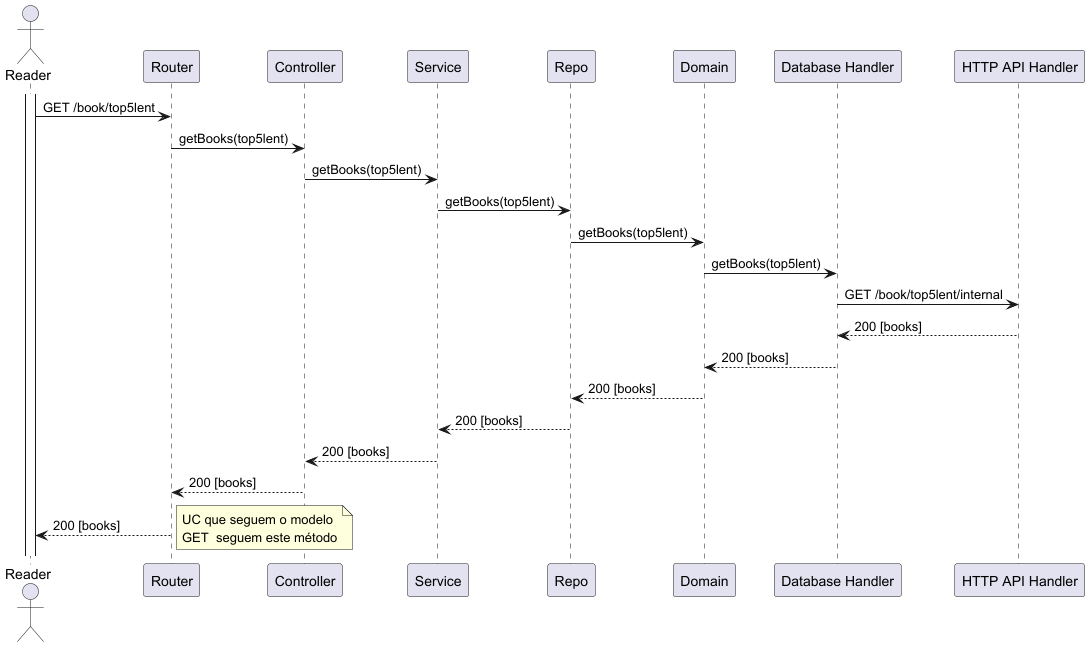 Reader
Router
Controller
Service
Repo
Domain
Database Handler
HTTP API Handler
GET /book/top5lent
getBooks(top5lent)
getBooks(top5lent)
getBooks(top5lent)
getBooks(top5lent)
getBooks(top5lent)
GET /book/top5lent/internal
200 [books]
200 [books]
200 [books]
200 [books]
200 [books]
200 [books]
200 [books]
UC que seguem o modelo
GET  seguem este método
Reader
Router
Controller
Service
Repo
Domain
Database Handler
HTTP API Handler